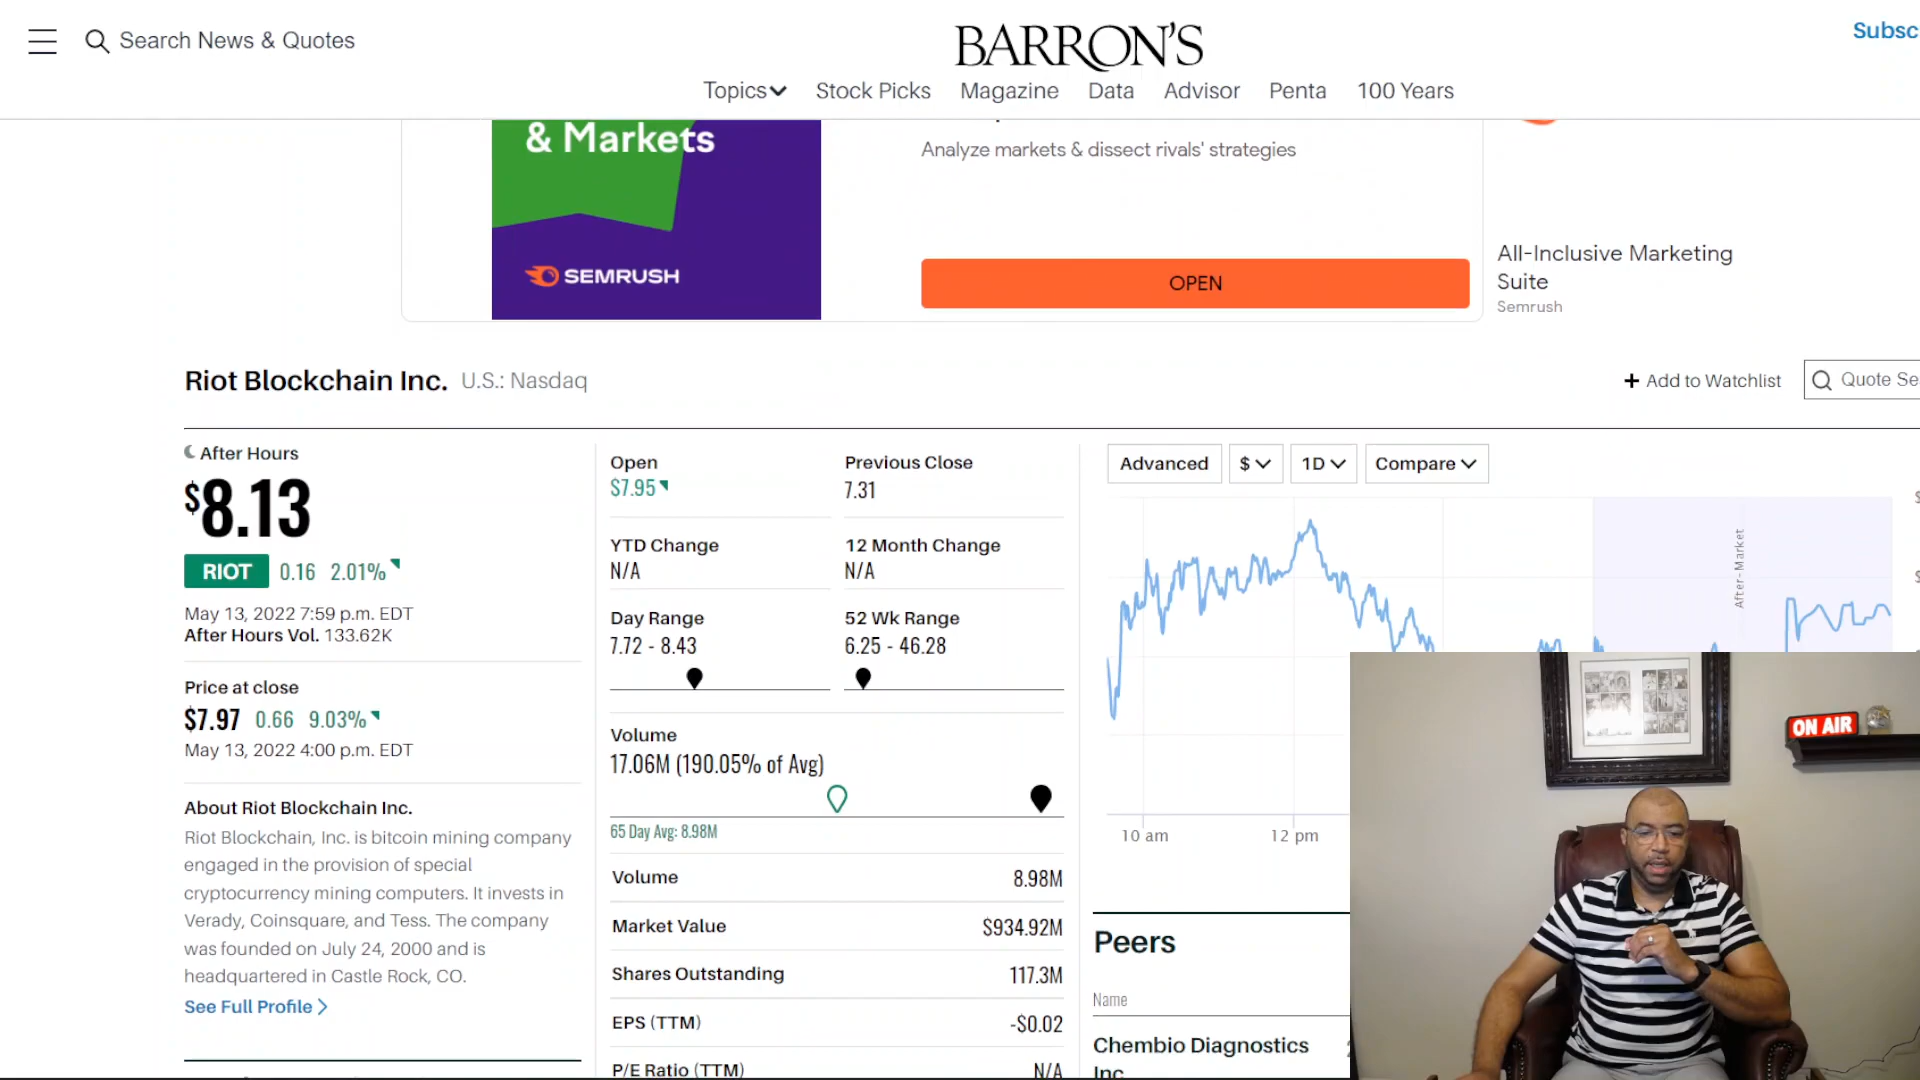 Search News & Quotes
BARRON'S
Subsc
Topics
Stock Picks
Magazine
Data
Advisor
Penta
100 Years
& Markets
SEMRUSH
Analyze markets & dissect rivals' strategies
OPEN
All-Inclusive Marketing
Suite
Semrush
Riot Blockchain Inc. U.S.: Nasdaq
+ Add to Watchlist
Quote Se
After Hours
$8.13
RIOT 0.16 2.01%
May 13, 2022 7:59 p.m. EDT
After Hours Vol. 133.62K
Price at close
$7.97 0.66 9.03%
May 13, 2022 4:00 p.m. EDT
About Riot Blockchain Inc.
Riot Blockchain, Inc. is bitcoin mining company
engaged in the provision of special
cryptocurrency mining computers. It invests in
Verady, Coinsquare, and Tess. The company
was founded on July 24, 2000 and is
headquartered in Castle Rock, CO.
See Full Profile
Open
$7.95
Previous Close
7.31
YTD Change
N/A
12 Month Change
N/A
Day Range
7.72 - 8.43
52 Wk Range
6.25 - 46.28
Volume
17.06M (190.05% of Avg)
65 Day Avg: 8.98M
Volume 8.98M
Market Value $934.92M
Shares Outstanding 117.3M
EPS (TTM) -$0.02
P/E Ratio (TTM) N/A
Advanced
$
1D
Compare
After-Market
10 am
12 pm
Peers
Name
Chembio Diagnostics
Inc.
ON AIR